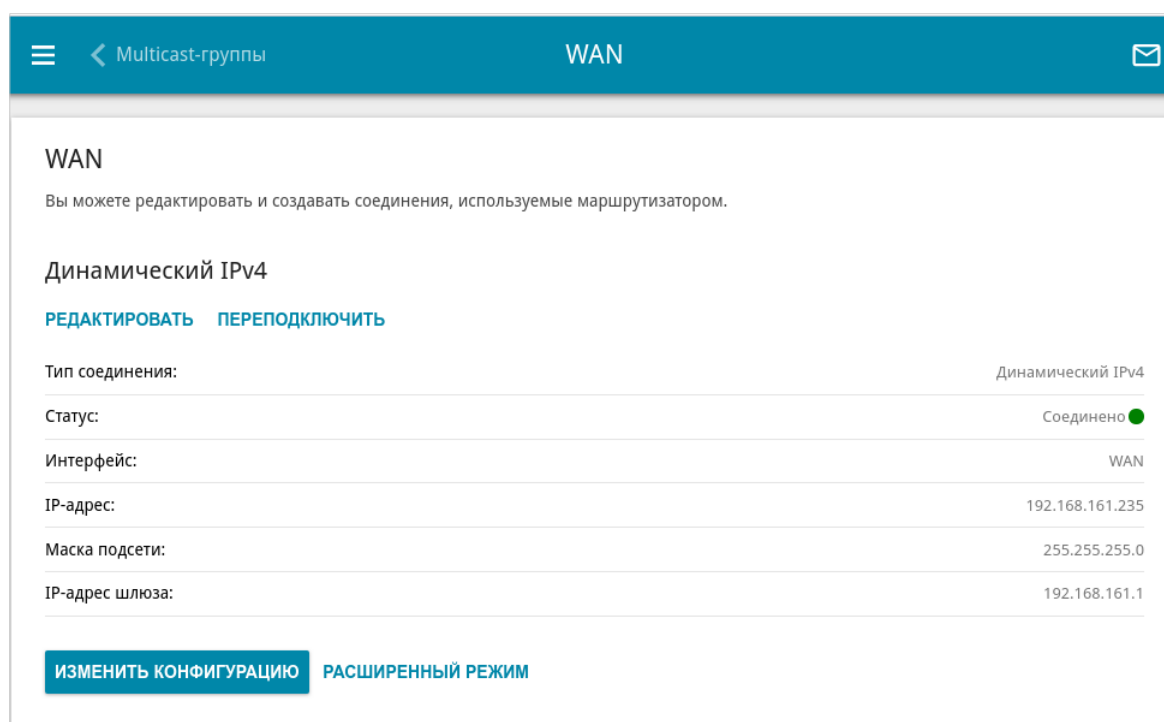 Multicast-группы
WAN
WAN
Вы можете редактировать и создавать соединения, используемые маршрутизатором.
Динамический IPv4
РЕДАКТИРОВАТЬ ПЕРЕПОДКЛЮЧИТЬ
Тип соединения: Динамический IPv4
Статус: Соединено
Интерфейс: WAN
IP-адрес: 192.168.161.235
Маска подсети: 255.255.255.0
IP-адрес шлюза: 192.168.161.1
ИЗМЕНИТЬ КОНФИГУРАЦИЮ РАСШИРЕННЫЙ РЕЖИМ